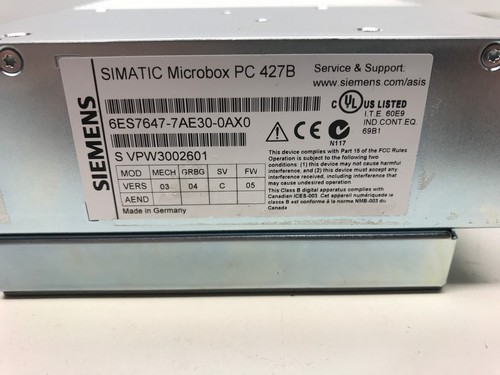 SIEMENS
SIMATIC Microbox PC 427B
Service & Support:
www.siemens.com/asis
6ES7647-7AE30-0AX0
S VPW3002601
MOD MECH GRBG SV FW
VERS 03 04 C 05
AEND
Made in Germany
C UL US LISTED
I.T.E. 60E9
IND.CONT.EQ.
69B1
CE
N117
This device complies with Part 15 of the FCC Rules
Operation is subject to the following two
conditions: (1) this device may not cause harmful
interference, and (2) this device must accept any
interference received, including interference that
may cause undesired operation.
This Class B digital apparatus complies with
Canadian ICES-003. Cet appareil numériquede la
classe B est conforme à la norme NMB-003 du
Canada